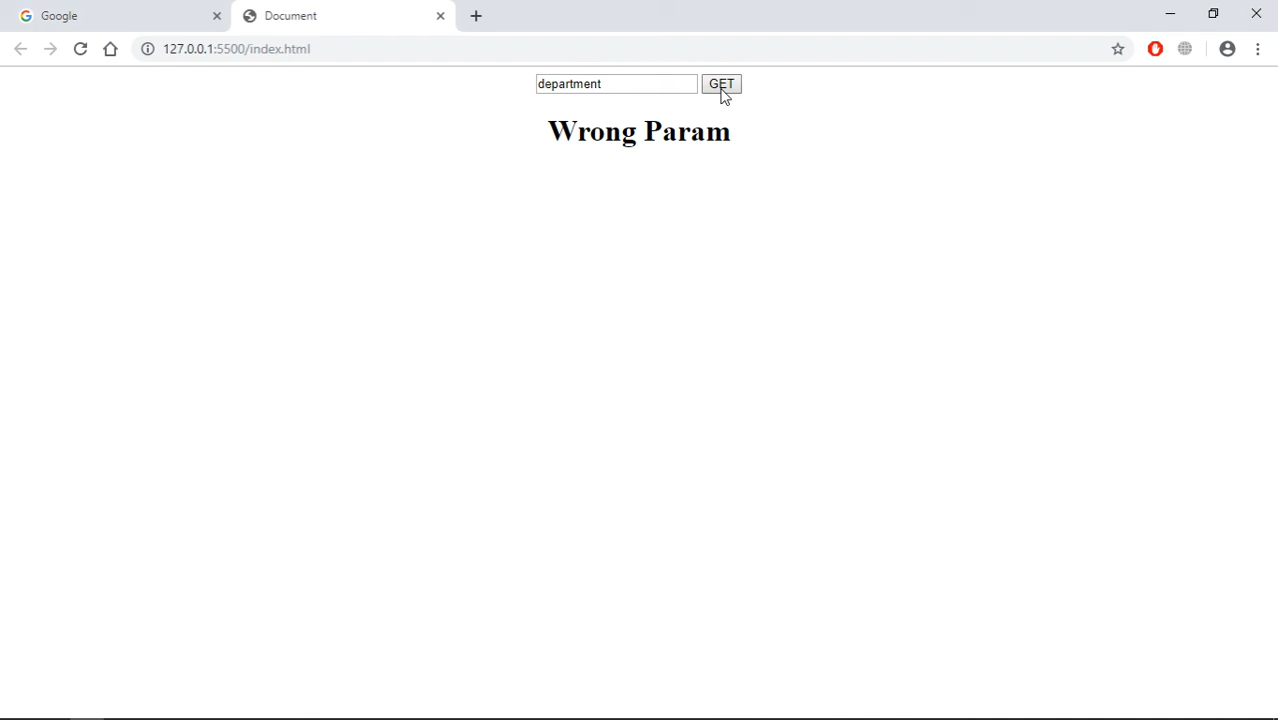 Google
Document
127.0.0.1:5500/index.html
department
GET
Wrong Param